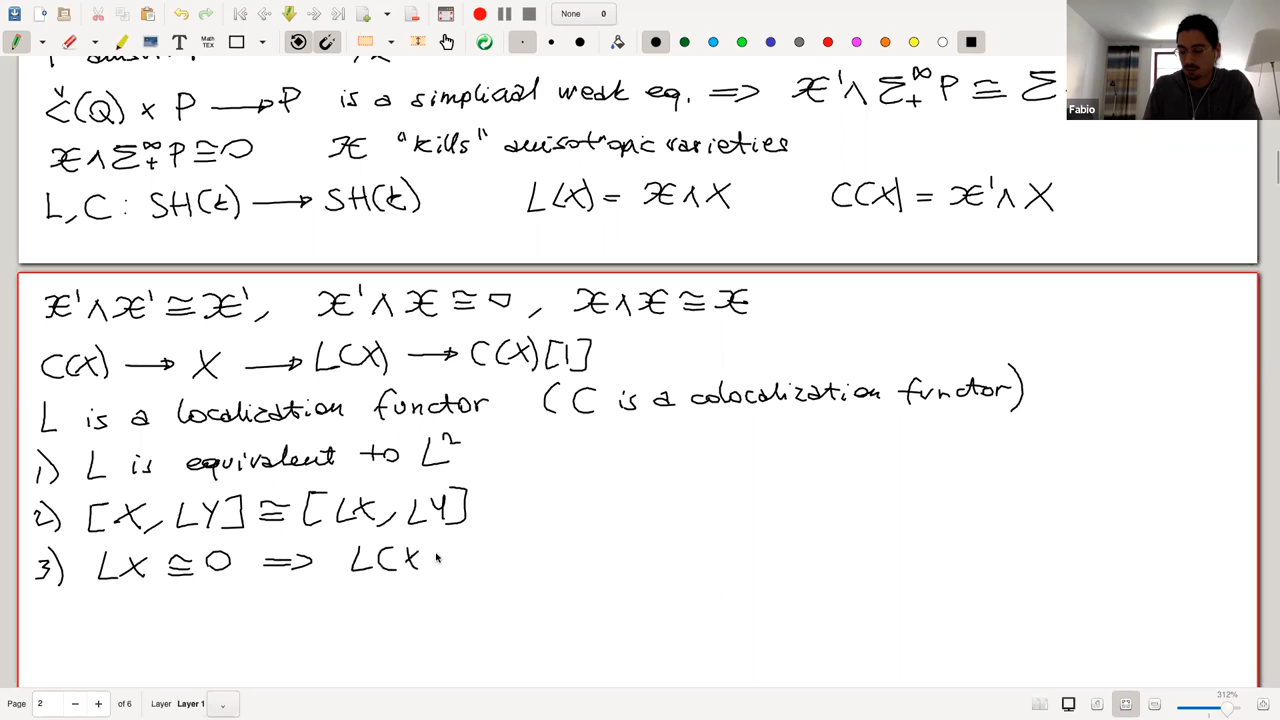 None 0
Math TEX T
Č(Q) × P ⟶ P is a simplicial weak eq. ⟹ 𝒳' ∧ Σ₊^∞ P ≅ Σ
𝒳 ∧ Σ₊^∞ P ≅ 0 𝒳 "kills" anisotropic varieties
L, C : SH(k) ⟶ SH(k) L(X) = 𝒳 ∧ X C(X) = 𝒳' ∧ X
𝒳' ∧ 𝒳' ≅ 𝒳', 𝒳' ∧ 𝒳 ≅ 0, 𝒳 ∧ 𝒳 ≅ 𝒳
C(X) ⟶ X ⟶ L(X) ⟶ C(X)[1]
L is a localization functor (C is a colocalization functor)
1) L is equivalent to L²
2) [X, LY] ≅ [LX, LY]
3) LX ≅ 0 ⟹ L(X
Fabio
Page 2 of 6 Layer Layer 1
312%